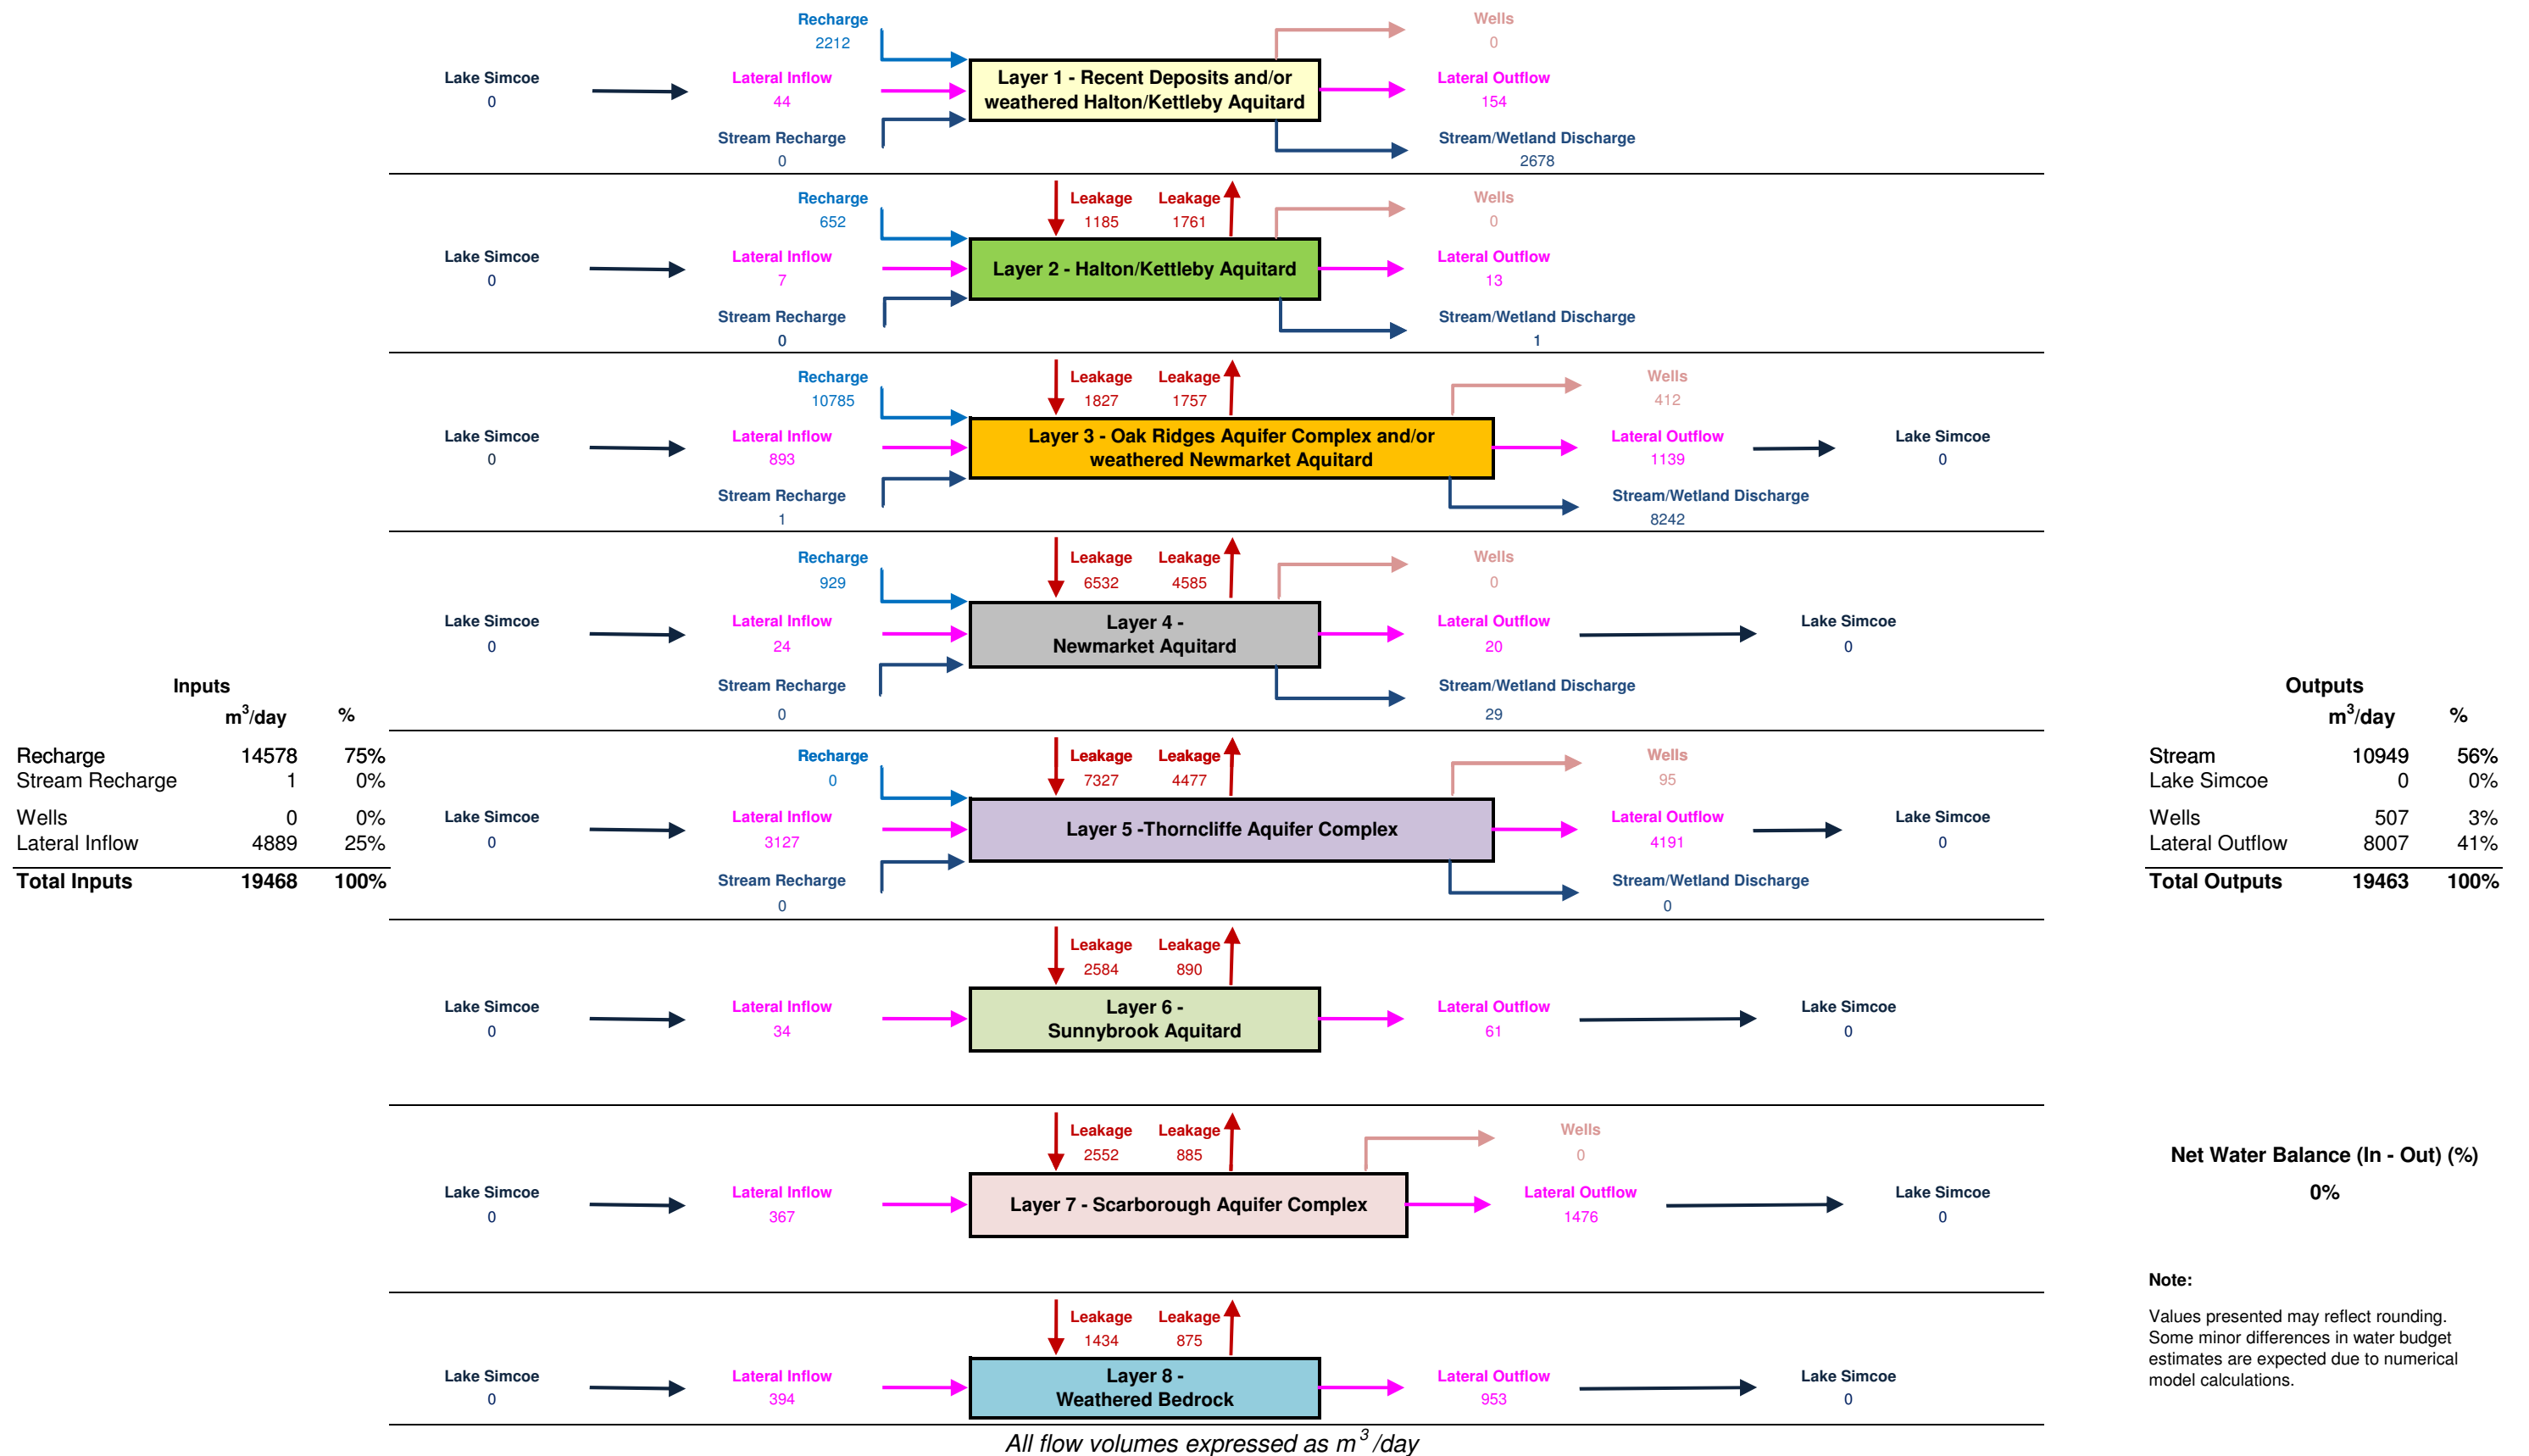 Recharge
2212
Wells
0
Lake Simcoe
0
Lateral Inflow
44
Layer 1 - Recent Deposits and/or
weathered Halton/Kettleby Aquitard
Lateral Outflow
154
Stream Recharge
0
Stream/Wetland Discharge
2678
Recharge
652
Leakage
1185
Leakage
1761
Wells
0
Lake Simcoe
0
Lateral Inflow
7
Layer 2 - Halton/Kettleby Aquitard
Lateral Outflow
13
Stream Recharge
0
Stream/Wetland Discharge
1
Recharge
10785
Leakage
1827
Leakage
1757
Wells
412
Lake Simcoe
0
Lateral Inflow
893
Layer 3 - Oak Ridges Aquifer Complex and/or
weathered Newmarket Aquitard
Lateral Outflow
1139
Lake Simcoe
0
Stream Recharge
1
Stream/Wetland Discharge
8242
Recharge
929
Leakage
6532
Leakage
4585
Wells
0
Lake Simcoe
0
Lateral Inflow
24
Layer 4 -
Newmarket Aquitard
Lateral Outflow
20
Lake Simcoe
0
Stream Recharge
0
Stream/Wetland Discharge
29
Inputs
m³/day %
Recharge 14578 75%
Stream Recharge 1 0%
Wells 0 0%
Lateral Inflow 4889 25%
Total Inputs 19468 100%
Recharge
0
Leakage
7327
Leakage
4477
Wells
95
Lake Simcoe
0
Lateral Inflow
3127
Layer 5 -Thorncliffe Aquifer Complex
Lateral Outflow
4191
Lake Simcoe
0
Stream Recharge
0
Stream/Wetland Discharge
0
Outputs
m³/day %
Stream 10949 56%
Lake Simcoe 0 0%
Wells 507 3%
Lateral Outflow 8007 41%
Total Outputs 19463 100%
Leakage
2584
Leakage
890
Lake Simcoe
0
Lateral Inflow
34
Layer 6 -
Sunnybrook Aquitard
Lateral Outflow
61
Lake Simcoe
0
Leakage
2552
Leakage
885
Wells
0
Lake Simcoe
0
Lateral Inflow
367
Layer 7 - Scarborough Aquifer Complex
Lateral Outflow
1476
Lake Simcoe
0
Net Water Balance (In - Out) (%)
0%
Leakage
1434
Leakage
875
Lake Simcoe
0
Lateral Inflow
394
Layer 8 -
Weathered Bedrock
Lateral Outflow
953
Lake Simcoe
0
Note:
Values presented may reflect rounding.
Some minor differences in water budget
estimates are expected due to numerical
model calculations.
All flow volumes expressed as m³ /day